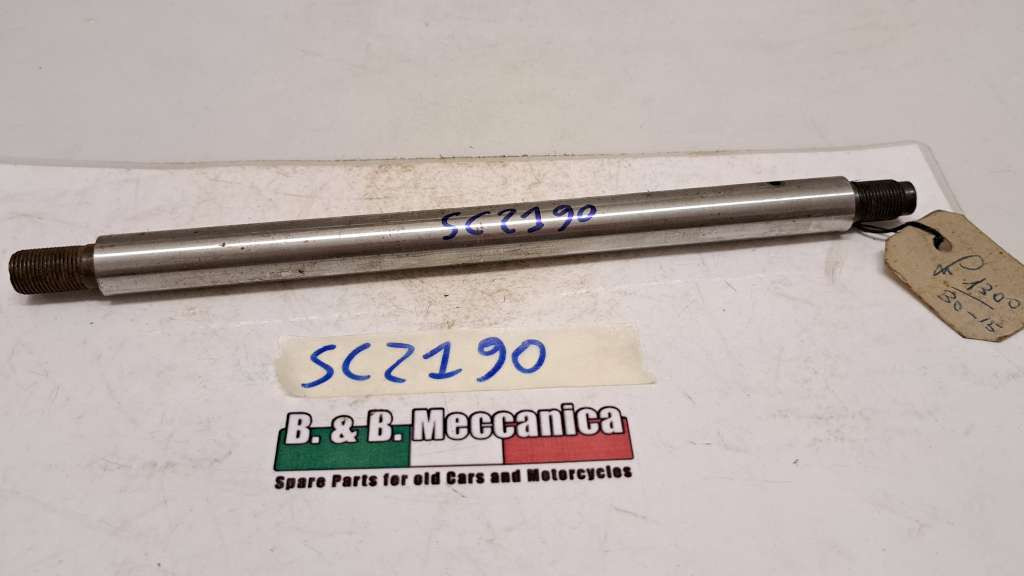 SC2190
£ 1300
30-15
SC2190
B. & B. Meccanica
Spare Parts for old Cars and Motorcycles